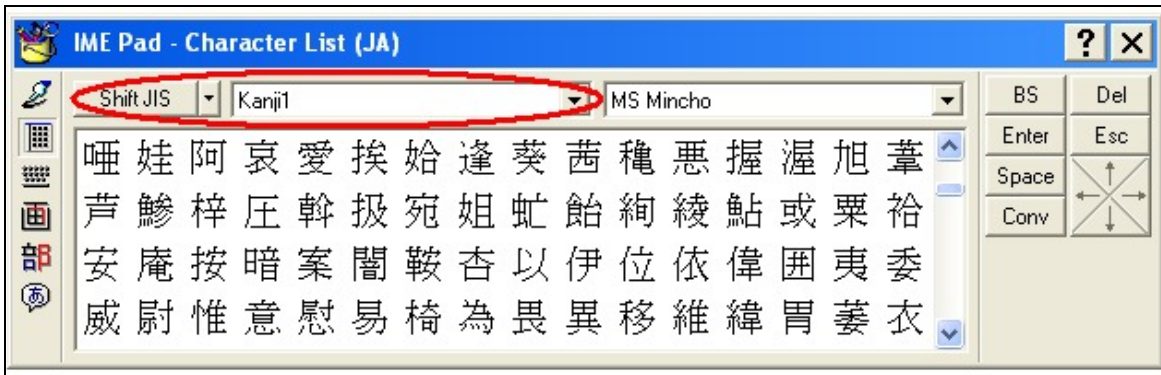 IME Pad - Character List (JA)
Shift JIS Kanji1 MS Mincho
唖 娃 阿 哀 愛 挨 姶 逢 葵 茜 穐 悪 握 渥 旭 葦
芦 鯵 梓 圧 斡 扱 宛 姐 虻 飴 絢 綾 鮎 或 粟 袷
安 庵 按 暗 案 闇 鞍 杏 以 伊 位 依 偉 囲 夷 委
威 尉 惟 意 慰 易 椅 為 畏 異 移 維 緯 胃 萎 衣
画
部
あ
BS Del
Enter Esc
Space
Conv